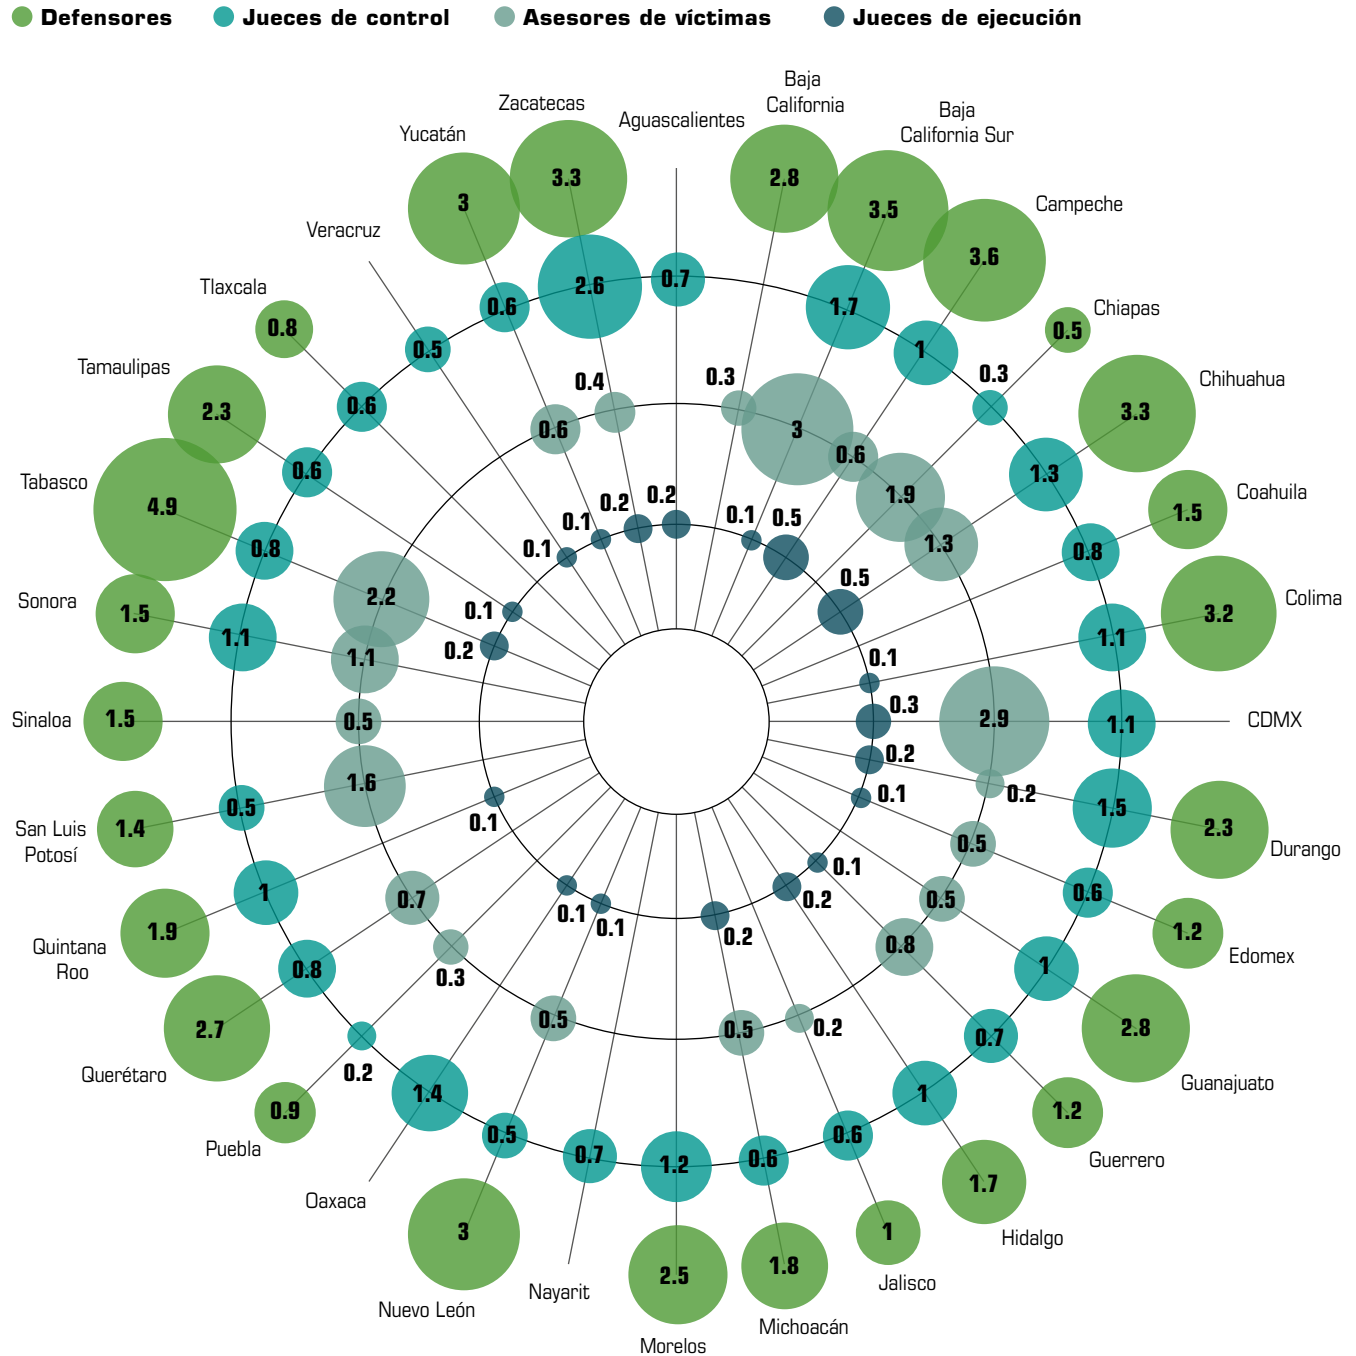 Defensores
Jueces de control
Asesores de víctimas
Jueces de ejecución
Aguascalientes
0.7
0.2
Baja
California
2.8
0.3
Baja
California Sur
3.5
1.7
3
0.1
Campeche
3.6
1
0.6
0.5
Chiapas
0.5
0.3
1.9
Chihuahua
3.3
1.3
1.3
0.5
Coahuila
1.5
0.8
Colima
3.2
1.1
0.1
CDMX
1.1
2.9
0.3
Durango
2.3
1.5
0.2
0.2
Edomex
1.2
0.6
0.5
0.1
Guanajuato
2.8
1
0.5
Guerrero
1.2
0.7
0.8
0.1
Hidalgo
1.7
1
0.2
Jalisco
1
0.6
0.2
Michoacán
1.8
0.6
0.5
0.2
Morelos
2.5
1.2
Nayarit
0.7
Nuevo León
3
0.5
0.5
0.1
Oaxaca
1.4
0.1
Puebla
0.9
0.2
0.3
Querétaro
2.7
0.8
0.7
Quintana
Roo
1.9
1
0.1
San Luis
Potosí
1.4
0.5
1.6
Sinaloa
1.5
0.5
Sonora
1.5
1.1
1.1
Tabasco
4.9
0.8
2.2
0.2
Tamaulipas
2.3
0.6
0.1
Tlaxcala
0.8
0.6
Veracruz
0.5
0.1
Yucatán
3
0.6
0.6
0.1
Zacatecas
3.3
2.6
0.4
0.2